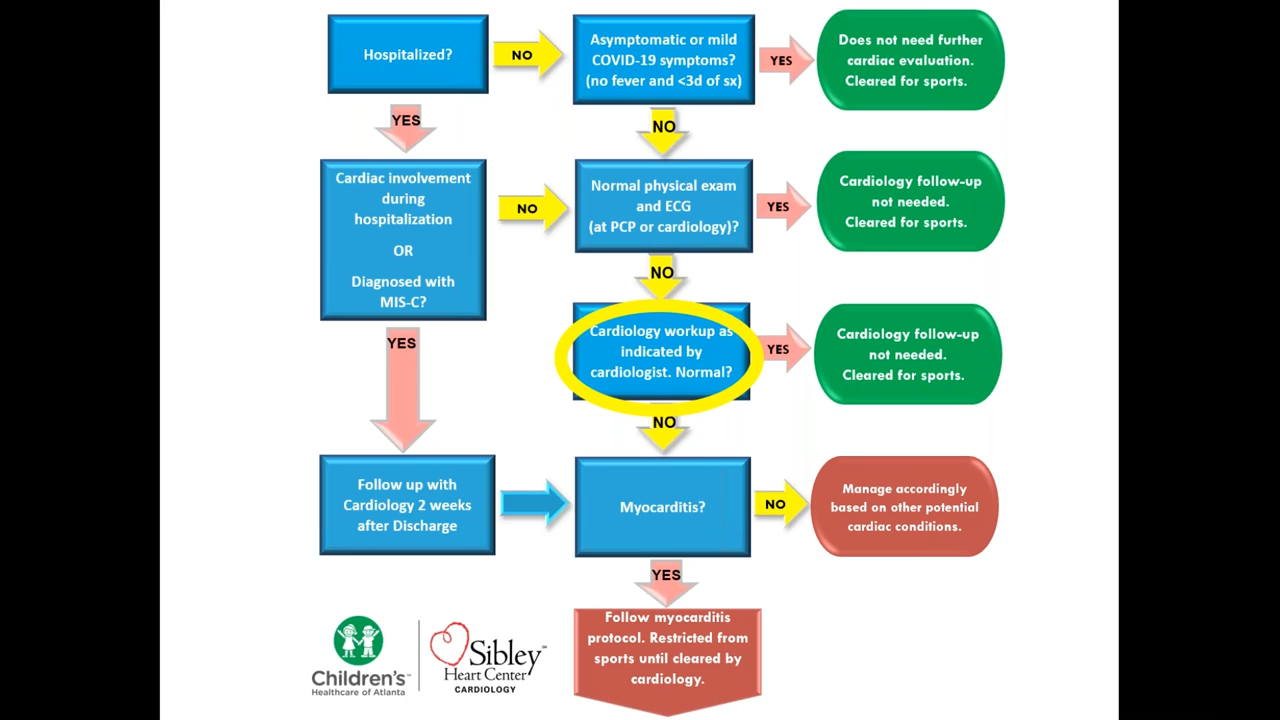 Hospitalized?
NO
Asymptomatic or mild
COVID-19 symptoms?
(no fever and <3d of sx)
YES
Does not need further
cardiac evaluation.
Cleared for sports.
YES
NO
Cardiac involvement
during
hospitalization
OR
Diagnosed with
MIS-C?
NO
Normal physical exam
and ECG
(at PCP or cardiology)?
YES
Cardiology follow-up
not needed.
Cleared for sports.
NO
Cardiology workup as
indicated by
cardiologist. Normal?
YES
Cardiology follow-up
not needed.
Cleared for sports.
YES
NO
Follow up with
Cardiology 2 weeks
after Discharge
Myocarditis?
NO
Manage accordingly
based on other potential
cardiac conditions.
YES
Follow myocarditis
protocol. Restricted from
sports until cleared by
cardiology.
Children's™
Healthcare of Atlanta
Sibley℠
Heart Center
CARDIOLOGY